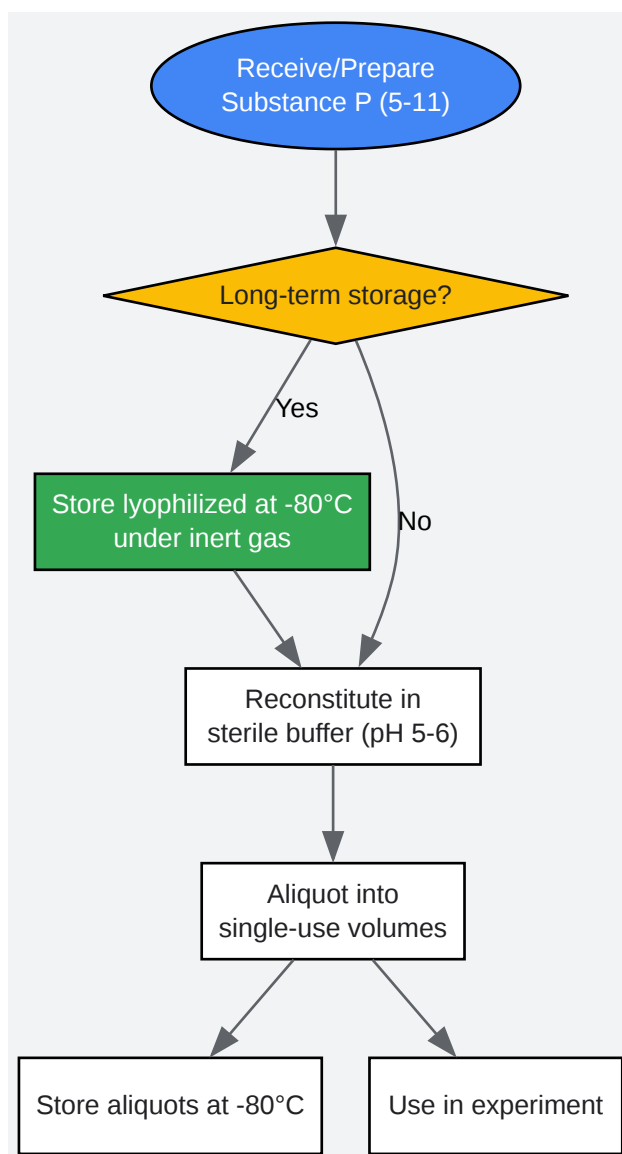 Receive/Prepare
Substance P (5-11)
Long-term storage?
Yes
Store lyophilized at -80°C
under inert gas
No
Reconstitute in
sterile buffer (pH 5-6)
Aliquot into
single-use volumes
Store aliquots at -80°C
Use in experiment